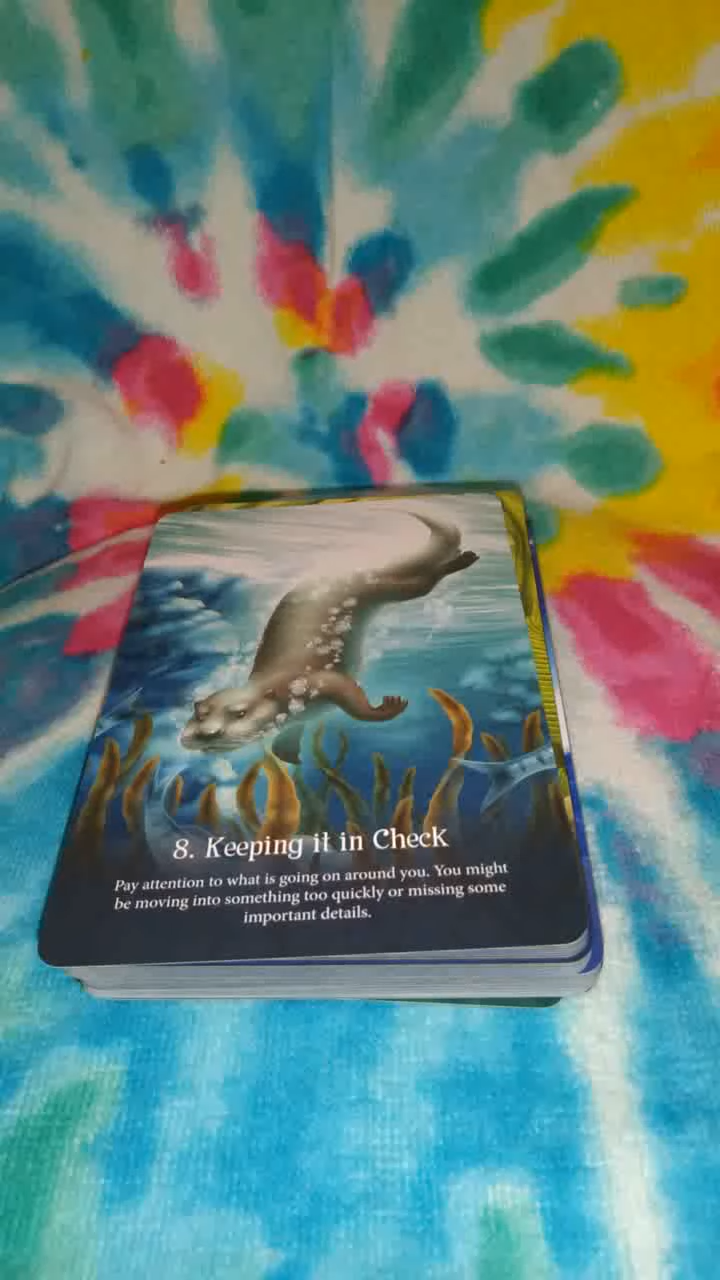 8. Keeping it in Check
Pay attention to what is going on around you. You might
be moving into something too quickly or missing some
important details.